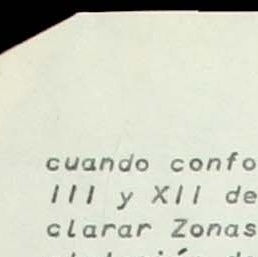 cuando confo
III y XII de
clarar Zonas